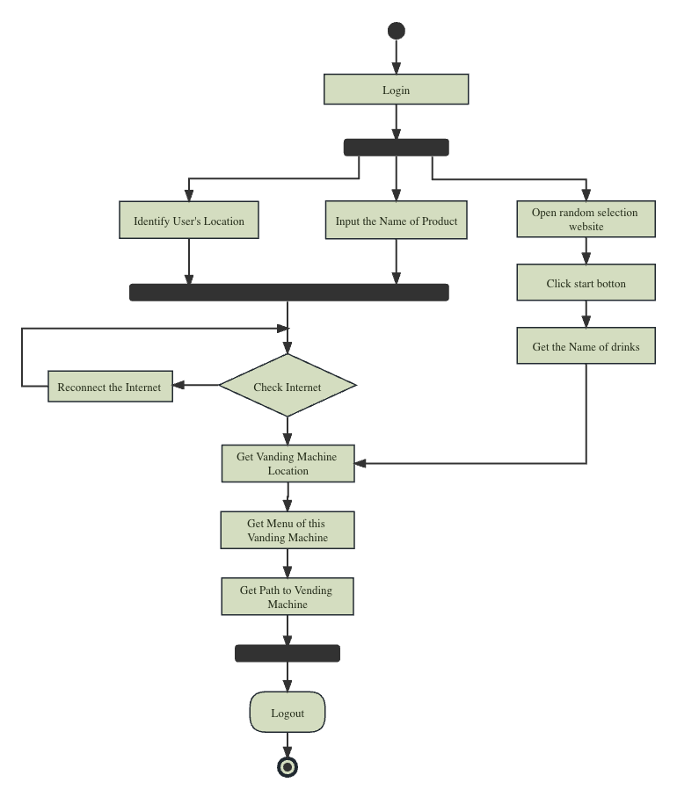 Login
Identify User's Location
Input the Name of Product
Open random selection
website
Click start botton
Get the Name of drinks
Check Internet
Reconnect the Internet
Get Vanding Machine
Location
Get Menu of this
Vanding Machine
Get Path to Vending
Machine
Logout